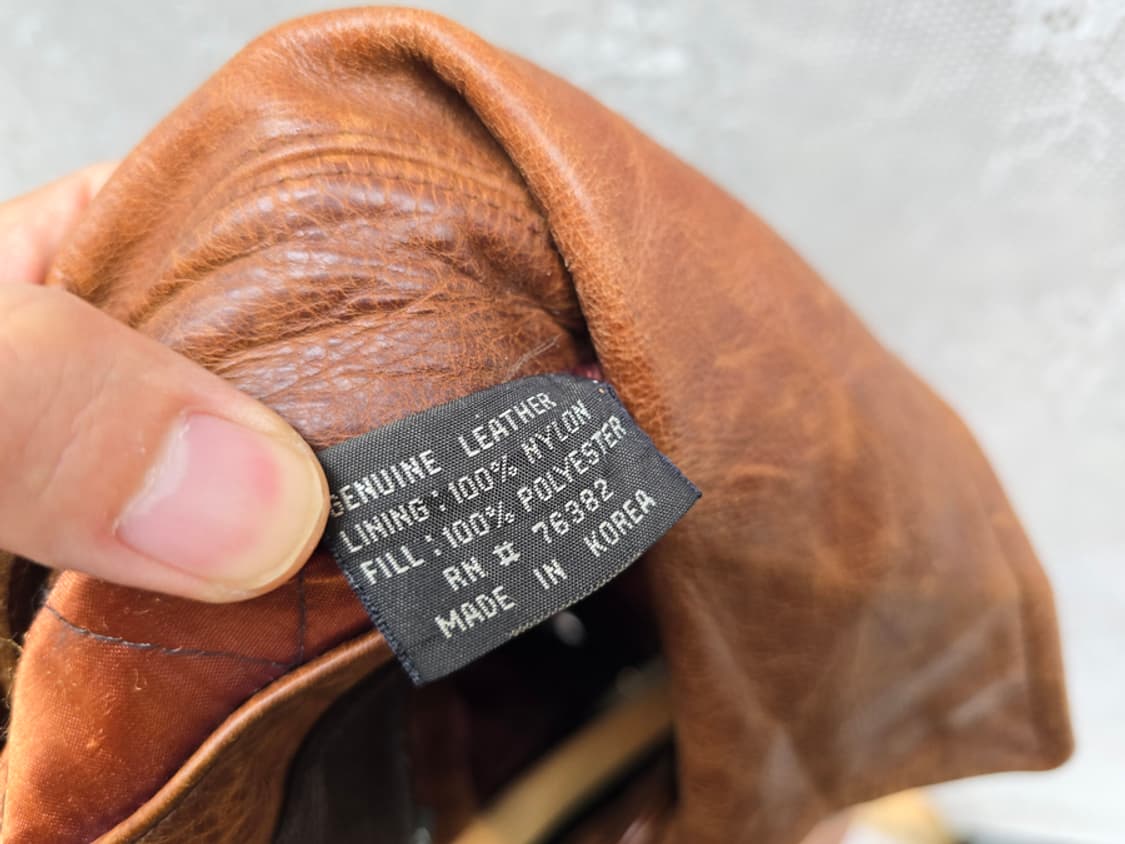 GENUINE LEATHER
LINING : 100% NYLON
FILL : 100% POLYESTER
RN # 76382
MADE IN KOREA